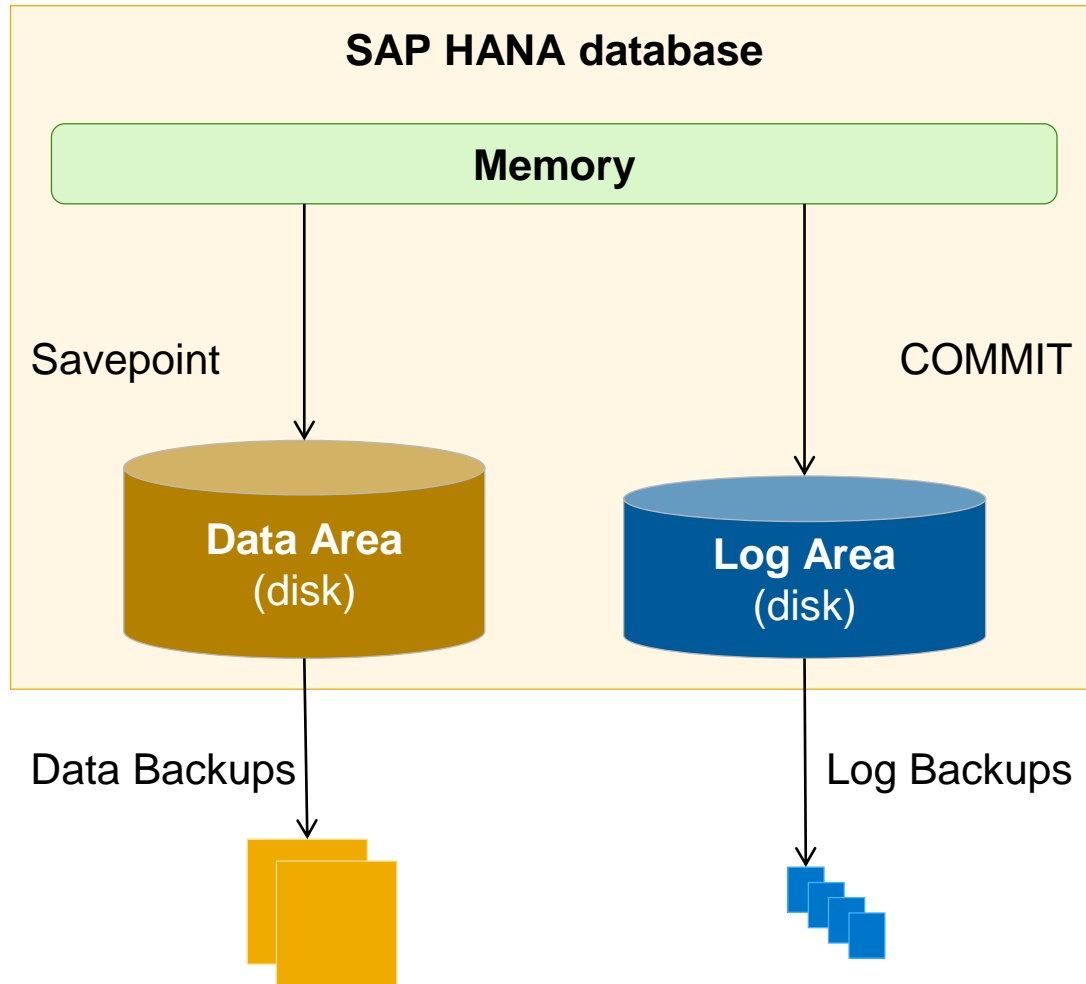 SAP HANA database
Memory
Savepoint
COMMIT
Data Area
(disk)
Log Area
(disk)
Data Backups
Log Backups